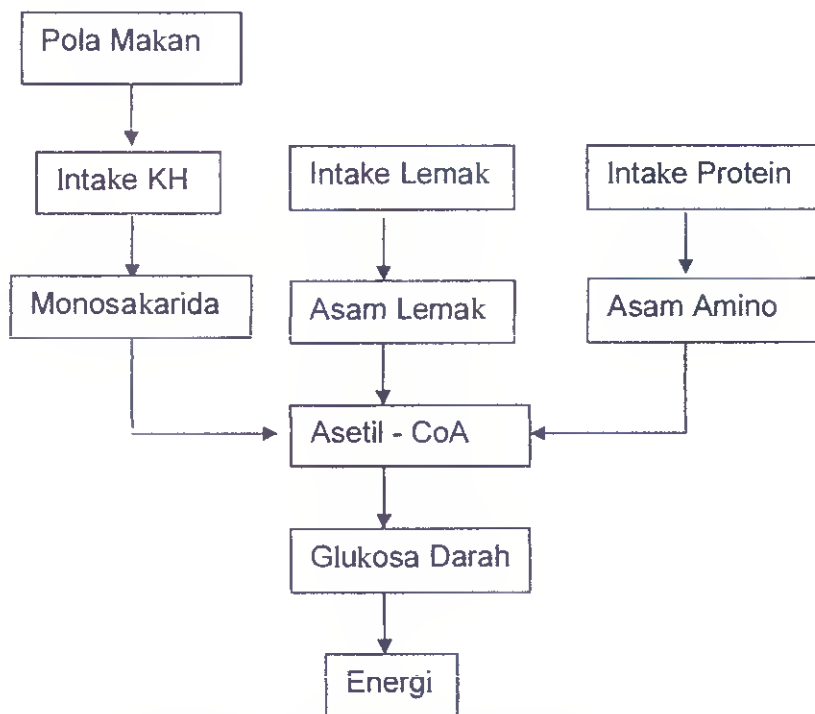 Pola Makan
Intake KH
Intake Lemak
Intake Protein
Monosakarida
Asam Lemak
Asam Amino
Asetil - CoA
Glukosa Darah
Energi